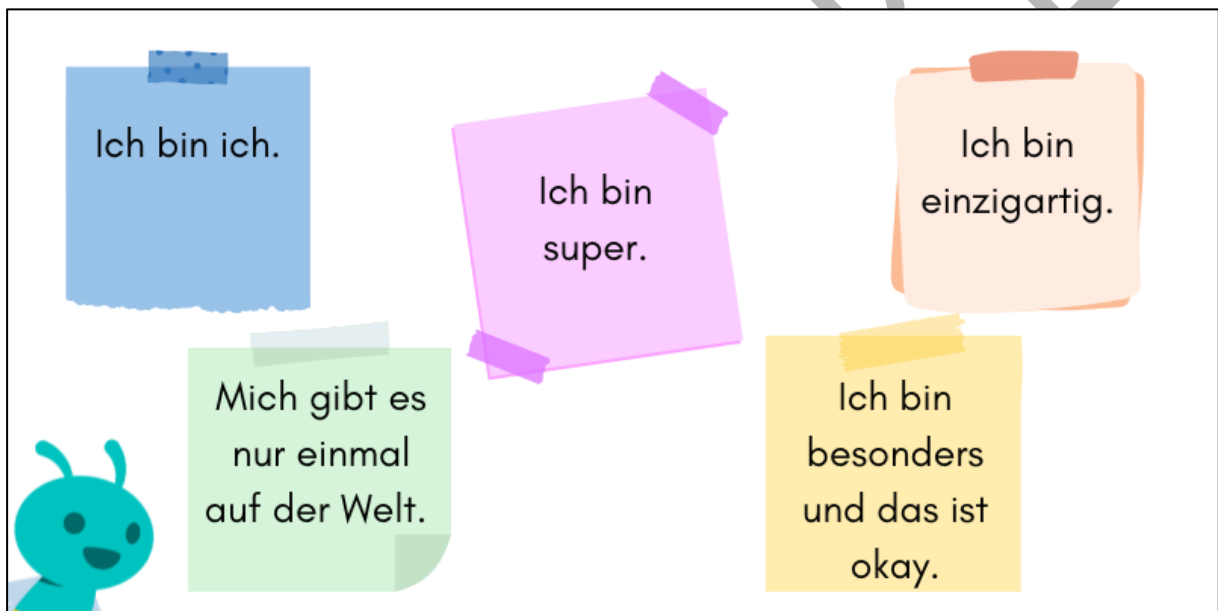 Ich bin ich.
Ich bin
super.
Ich bin
einzigartig.
Mich gibt es
nur einmal
auf der Welt.
Ich bin
besonders
und das ist
okay.